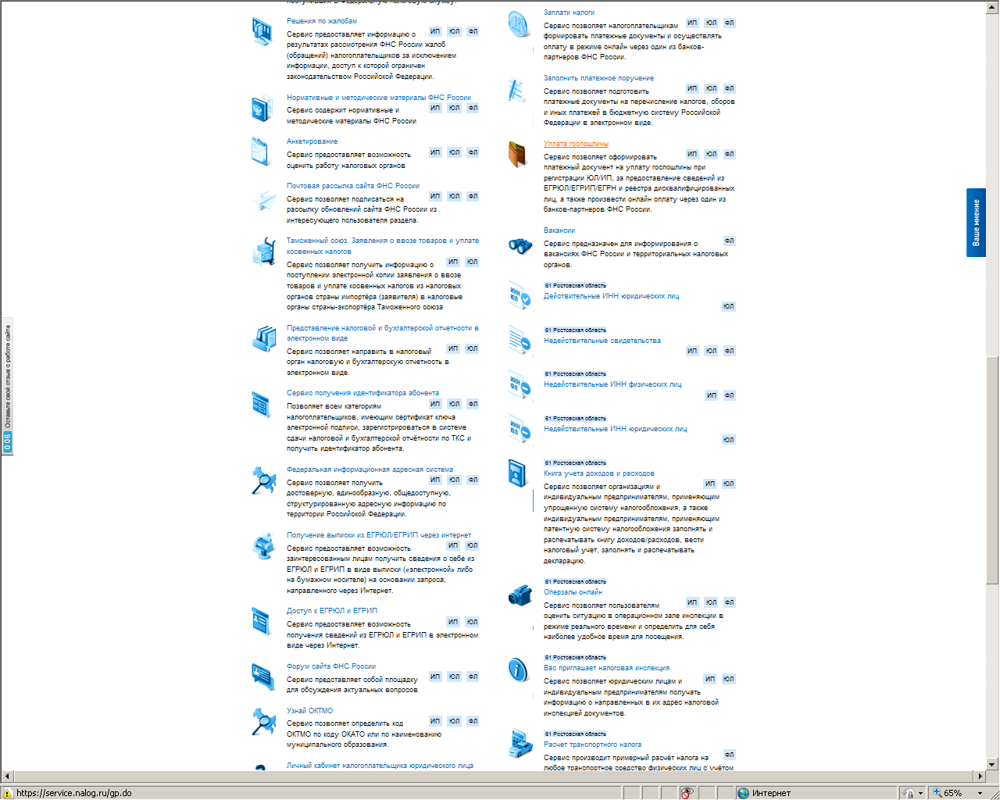 поступивших в Федеральную налоговую службу.
Решения по жалобам
ИП ЮЛ ФЛ
Сервис предоставляет информацию о
результатах рассмотрения ФНС России жалоб
(обращений) налогоплательщиков за исключением
информации, доступ к которой ограничен
законодательством Российской Федерации.
Нормативные и методические материалы ФНС России
ИП ЮЛ ФЛ
Сервис содержит нормативные и
методические материалы ФНС России
Анкетирование
ИП ЮЛ ФЛ
Сервис предоставляет возможность
оценить работу налоговых органов
Почтовая рассылка сайта ФНС России
ИП ЮЛ ФЛ
Сервис позволяет подписаться на
рассылку обновлений сайта ФНС России из
интересующего пользователя раздела.
Таможенный союз. Заявления о ввозе товаров и уплате
косвенных налогов
ИП ЮЛ
Сервис позволяет получить информацию о
поступлении электронной копии заявления о ввозе
товаров и уплате косвенных налогов из налоговых
органов страны импортёра (заявителя) в налоговые
органы страны-экспортёра Таможенного союза
Представление налоговой и бухгалтерской отчетности в
электронном виде
ИП ЮЛ
Сервис позволяет направить в налоговый
орган налоговую и бухгалтерскую отчетность в
электронном виде.
Сервис получения идентификатора абонента
ИП ЮЛ ФЛ
Позволяет всем категориям
налогоплательщиков, имеющим сертификат ключа
электронной подписи, зарегистрироваться в системе
сдачи налоговой и бухгалтерской отчётности по ТКС и
получить идентификатор абонента.
Федеральная информационная адресная система
ИП ЮЛ ФЛ
Сервис позволяет получить
достоверную, единообразную, общедоступную,
структурированную адресную информацию по
территории Российской Федерации.
Получение выписки из ЕГРЮЛ/ЕГРИП через интернет
ИП ЮЛ
Сервис предоставляет возможность
заинтересованным лицам получить сведения о себе из
ЕГРЮЛ и ЕГРИП в виде выписки («электронной» либо
на бумажном носителе) на основании запроса,
направленного через Интернет.
Доступ к ЕГРЮЛ и ЕГРИП
ИП ЮЛ
Сервис предоставляет возможность
получения сведений из ЕГРЮЛ и ЕГРИП в электронном
виде через Интернет.
Форум сайта ФНС России
ИП ЮЛ ФЛ
Сервис представляет собой площадку
для обсуждения актуальных вопросов
Узнай ОКТМО
ИП ЮЛ ФЛ
Сервис позволяет определить код
ОКТМО по коду ОКАТО или по наименованию
муниципального образования.
Личный кабинет налогоплательщика юридического лица
Заплати налоги
ИП ЮЛ ФЛ
Сервис позволяет налогоплательщикам
формировать платежные документы и осуществлять
оплату в режиме онлайн через один из банков-
партнеров ФНС России.
Заполнить платежное поручение
ИП ЮЛ ФЛ
Сервис позволяет подготовить
платежные документы на перечисление налогов, сборов
и иных платежей в бюджетную систему Российской
Федерации в электронном виде.
Уплата госпошлины
ИП ЮЛ ФЛ
Сервис позволяет сформировать
платежный документ на уплату госпошлины при
регистрации ЮЛ/ИП, за предоставление сведений из
ЕГРЮЛ/ЕГРИП/ЕГРН и реестра дисквалифицированных
лиц, а также произвести онлайн оплату через один из
банков-партнеров ФНС России.
Вакансии
ФЛ
Сервис предназначен для информирования о
вакансиях ФНС России и территориальных налоговых
органов.
61 Ростовская область
Действительные ИНН юридических лиц
ЮЛ
61 Ростовская область
Недействительные свидетельства
ИП ЮЛ ФЛ
61 Ростовская область
Недействительные ИНН физических лиц
ИП ФЛ
61 Ростовская область
Недействительные ИНН юридических лиц
ЮЛ
61 Ростовская область
Книга учета доходов и расходов
ИП ЮЛ
Сервис позволяет организациям и
индивидуальным предпринимателям, применяющим
упрощенную систему налогообложения, а также
индивидуальным предпринимателям, применяющим
патентную систему налогообложения заполнять и
распечатывать книгу доходов/расходов, вести
налоговый учет, заполнять и распечатывать
декларацию.
61 Ростовская область
Оперзалы онлайн
ИП ЮЛ ФЛ
Сервис позволяет пользователям
оценить ситуацию в операционном зале инспекции в
режиме реального времени и определить для себя
наиболее удобное время для посещения.
61 Ростовская область
Вас приглашает налоговая инспекция
ИП ЮЛ
Сервис позволяет юридическим лицам и
индивидуальным предпринимателям получать
информацию о направленных в их адрес налоговой
инспекцией документов.
61 Ростовская область
Расчет транспортного налога
ФЛ
Сервис производит примерный расчёт налога на
любое транспортное средство физических лиц с учётом
ИНН ЮЛ
ИНН ФЛ
ИНН ЮЛ
Ваше мнение
Оставьте свой отзыв о работе сайта
0:06
https://service.nalog.ru/gp.do
Интернет
65%